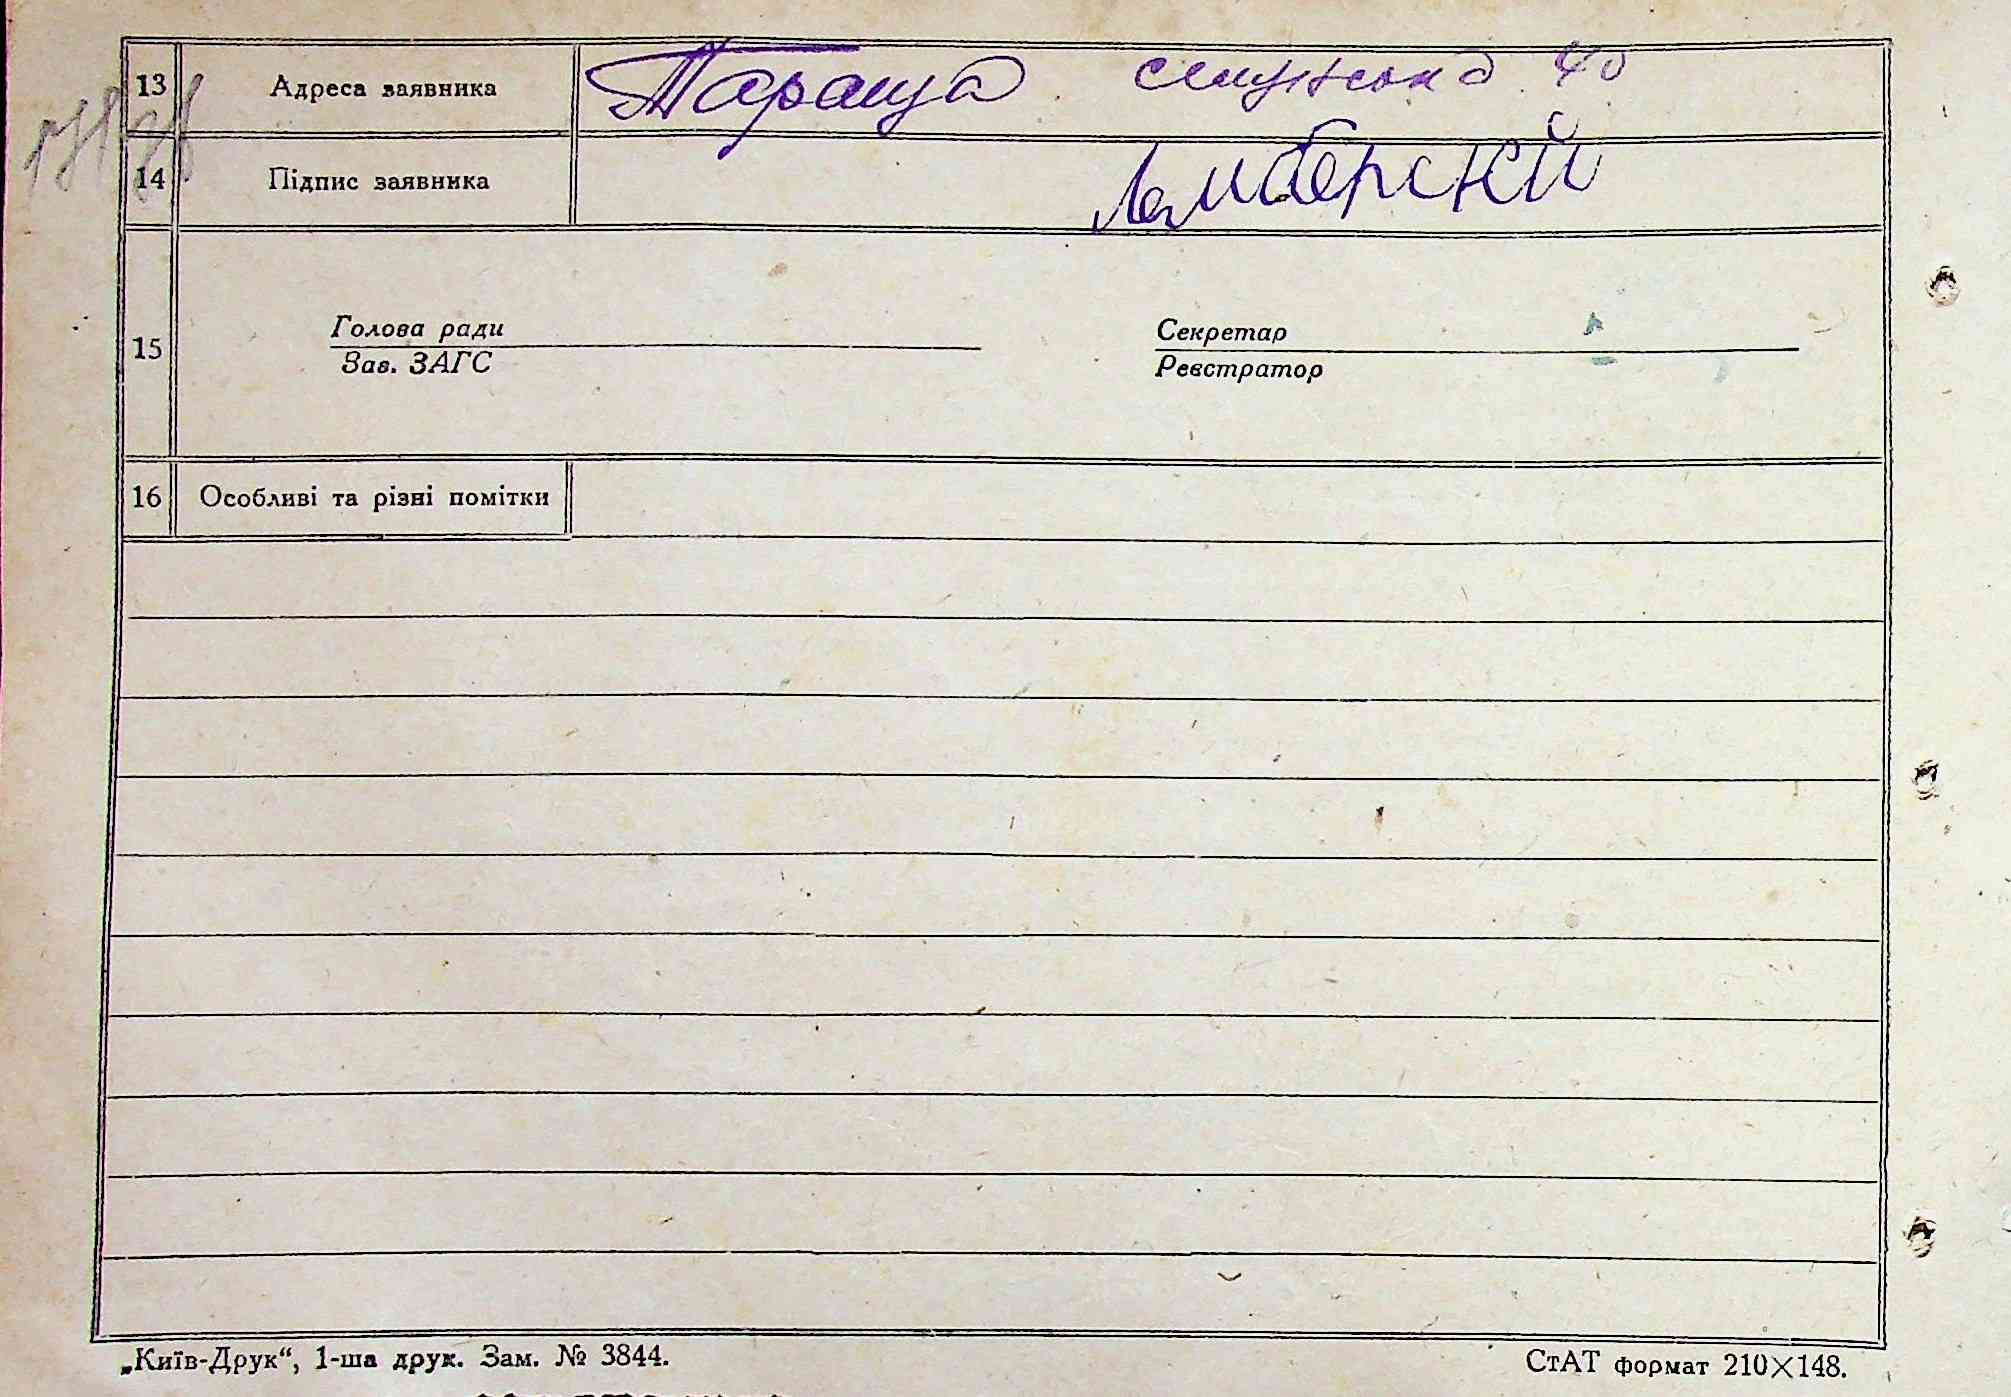 13 Адреса заявника Тараща 40
14 Підпис заявника
15 Голова ради Секретар
Зав. ЗАГС Реєстратор
16 Особливі та різні помітки
„Київ-Друк“, 1-ша друк. Зам. № 3844. СтАТ формат 210×148.